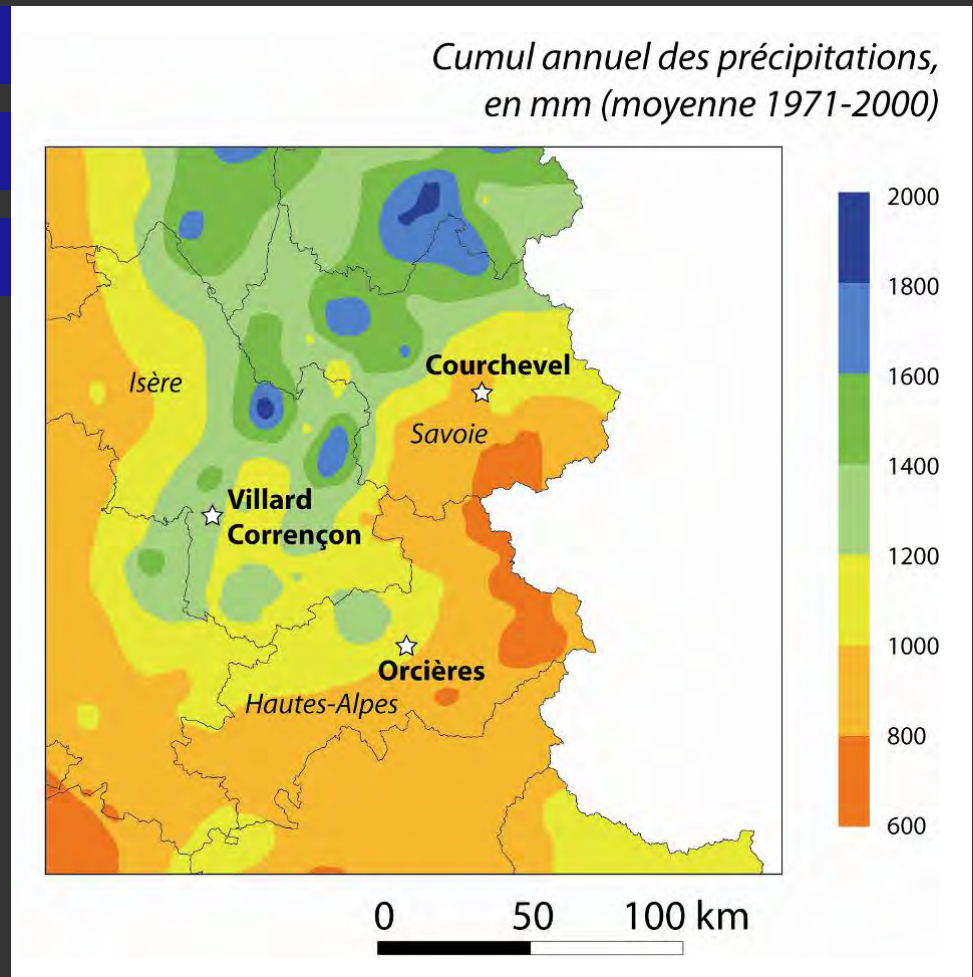 Cumul annuel des précipitations,
en mm (moyenne 1971-2000)
2000
1800
1600
1400
1200
1000
800
600
Courchevel
Isère
Savoie
Villard
Corrençon
Orcières
Hautes-Alpes
0 50 100 km